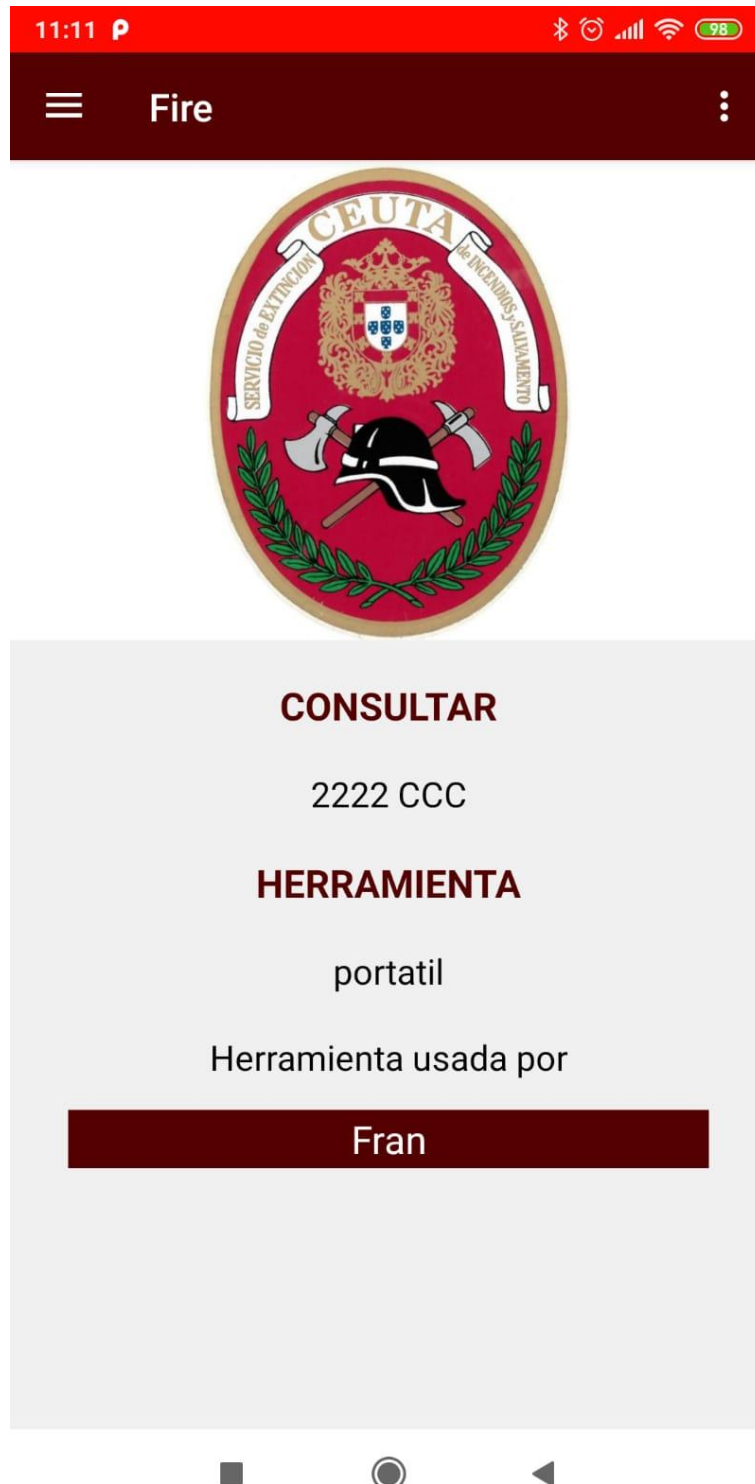 11:11
98
Fire
CEUTA
SERVICIO de EXTINCION
de INCENDIOS y SALVAMENTO
CONSULTAR
2222 CCC
HERRAMIENTA
portatil
Herramienta usada por
Fran